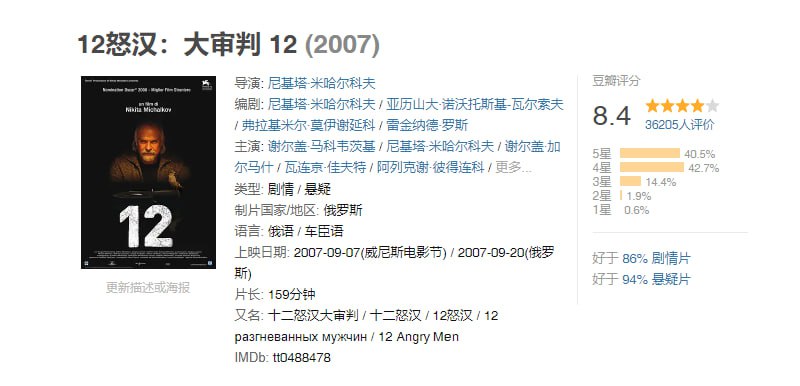 12怒汉：大审判 12 (2007)
Nomination Oscar® 2008 - Miglior Film Straniero
un film di
Nikita Michalkov
12
更新描述或海报
导演: 尼基塔·米哈尔科夫
编剧: 尼基塔·米哈尔科夫 / 亚历山大·诺沃托斯基-瓦尔索夫
/ 弗拉基米尔·莫伊谢延科 / 雷金纳德·罗斯
主演: 谢尔盖·马科韦茨基 / 尼基塔·米哈尔科夫 / 谢尔盖·加
尔马什 / 瓦连京·佳夫特 / 阿列克谢·彼得连科 / 更多...
类型: 剧情 / 悬疑
制片国家/地区: 俄罗斯
语言: 俄语 / 车臣语
上映日期: 2007-09-07(威尼斯电影节) / 2007-09-20(俄罗
斯)
片长: 159分钟
又名: 十二怒汉大审判 / 十二怒汉 / 12怒汉 / 12
разгневанных мужчин / 12 Angry Men
IMDb: tt0488478
豆瓣评分
8.4
36205人评价
5星 40.5%
4星 42.7%
3星 14.4%
2星 1.9%
1星 0.6%
好于 86% 剧情片
好于 94% 悬疑片